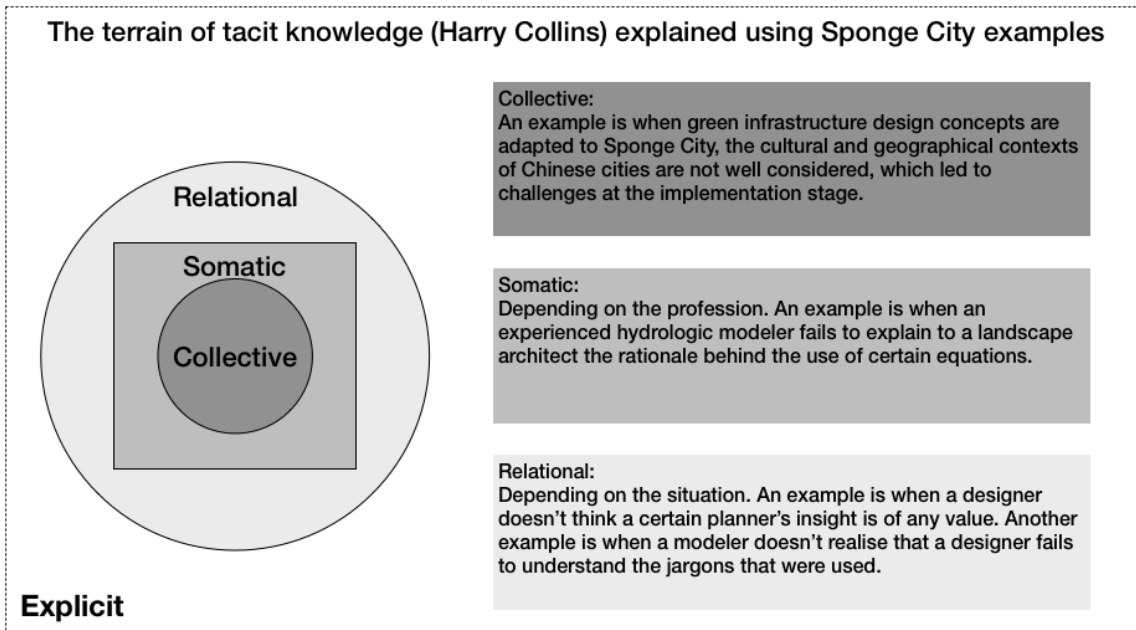 The terrain of tacit knowledge (Harry Collins) explained using Sponge City examples
Relational
Somatic
Collective
Explicit
Collective:
An example is when green infrastructure design concepts are
adapted to Sponge City, the cultural and geographical contexts
of Chinese cities are not well considered, which led to
challenges at the implementation stage.
Somatic:
Depending on the profession. An example is when an
experienced hydrologic modeler fails to explain to a landscape
architect the rationale behind the use of certain equations.
Relational:
Depending on the situation. An example is when a designer
doesn't think a certain planner's insight is of any value. Another
example is when a modeler doesn't realise that a designer fails
to understand the jargons that were used.